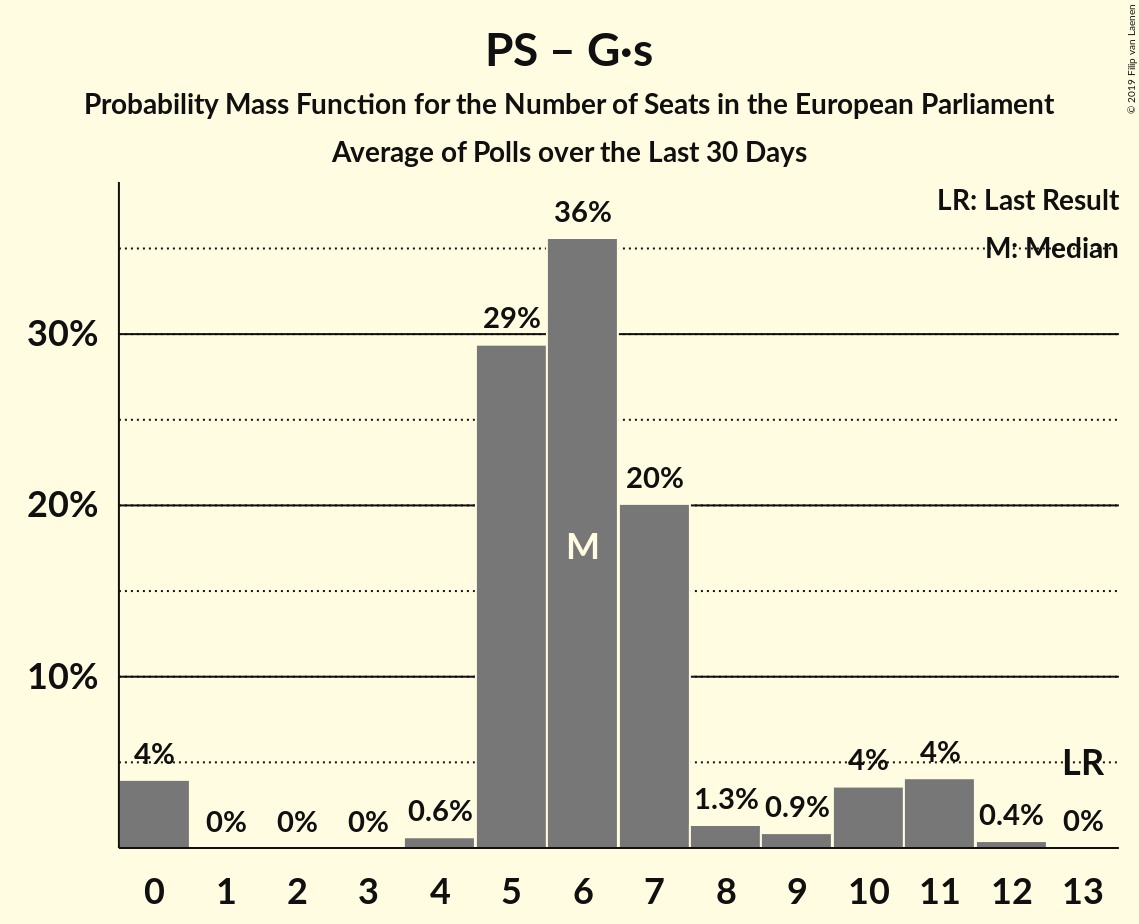 PS – G·s
Probability Mass Function for the Number of Seats in the European Parliament
Average of Polls over the Last 30 Days
© 2019 Filip van Laenen
LR: Last Result
M: Median
36%
30%
29%
20%
20%
M
10%
4%
0%
0%
0%
0.6%
1.3%
0.9%
4%
4%
0.4%
LR
0%
0 1 2 3 4 5 6 7 8 9 10 11 12 13